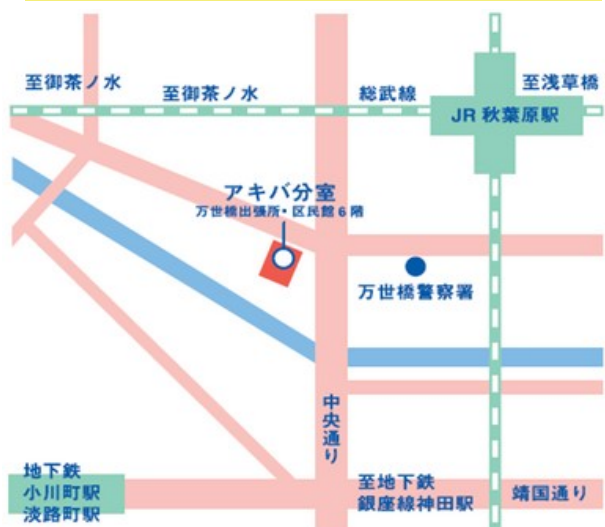 至御茶ノ水
至御茶ノ水
総武線
至浅草橋
JR 秋葉原駅
アキバ分室
万世橋出張所・区民館6階
万世橋警察署
中央通り
地下鉄
小川町駅
淡路町駅
至地下鉄
銀座線神田駅
靖国通り